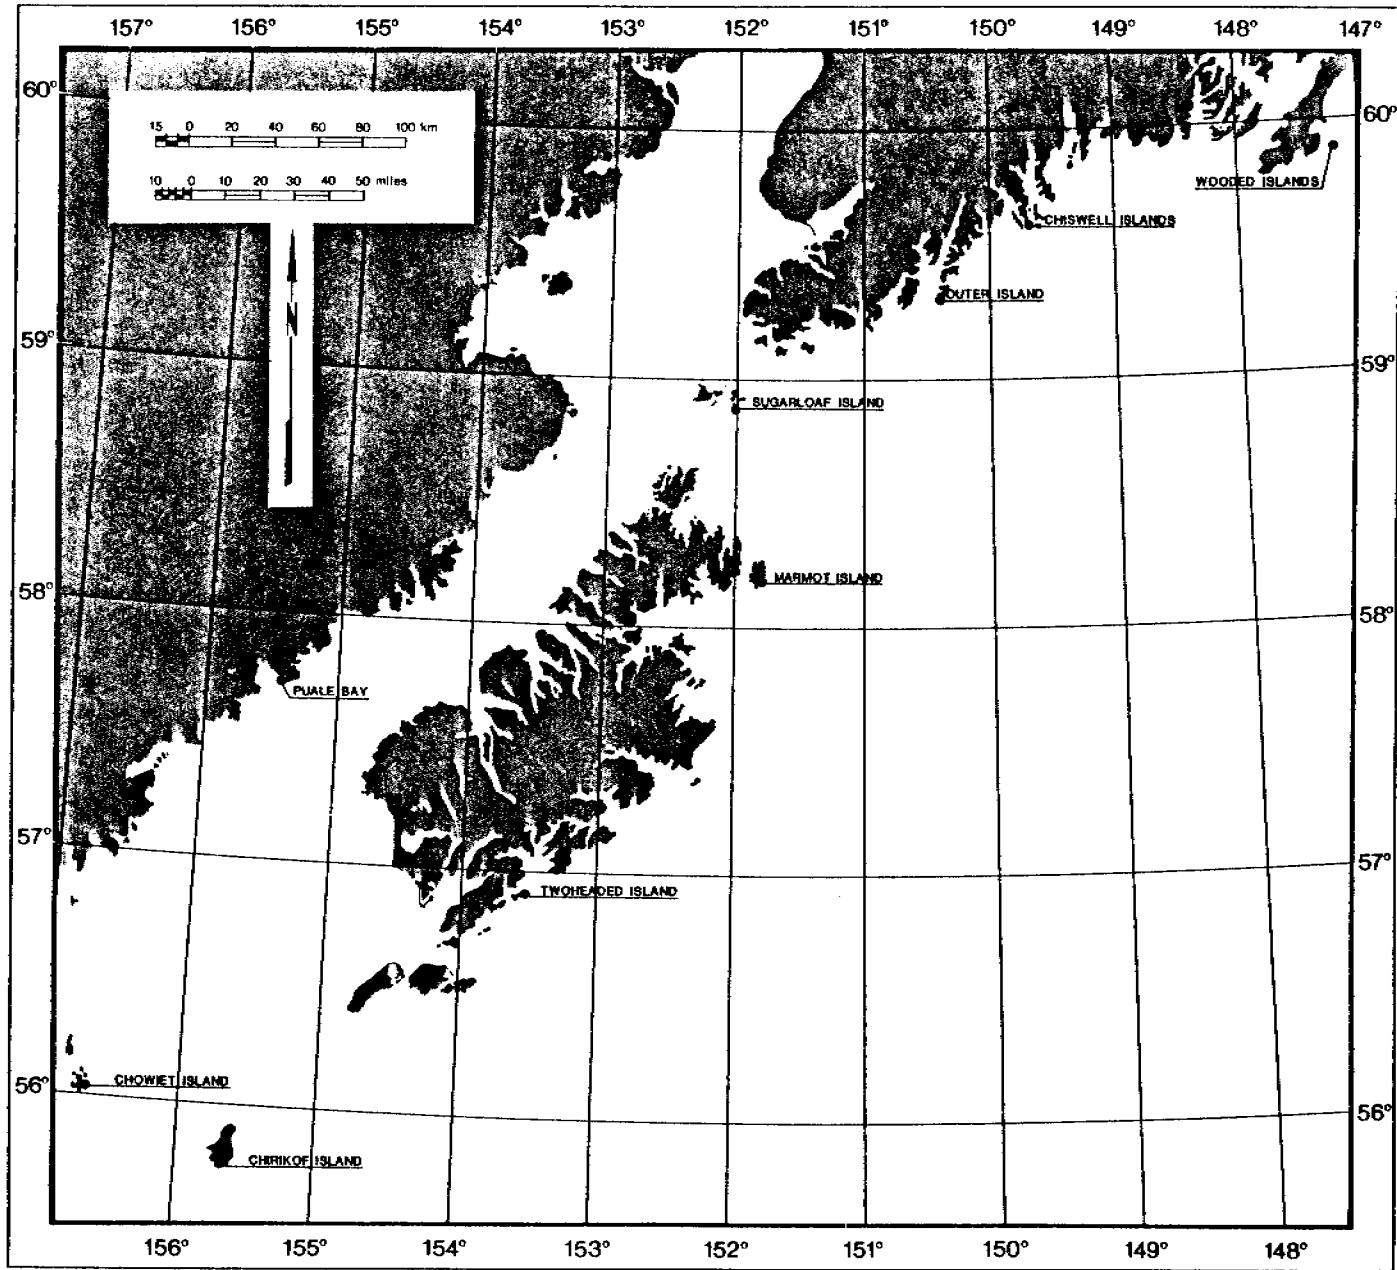 157° 156° 155° 154° 153° 152° 151° 150° 149° 148° 147°
60° 60°
15 0 20 40 60 80 100 km
10 0 10 20 30 40 50 miles
WOODED ISLANDS
CHISWELL ISLANDS
N
OUTER ISLAND
59° 59°
SUGARLOAF ISLAND
MARMOT ISLAND
58° 58°
PUALE BAY
57° 57°
TWOHEADED ISLAND
CHOWIET ISLAND
56° 56°
CHIRIKOF ISLAND
156° 155° 154° 153° 152° 151° 150° 149° 148°